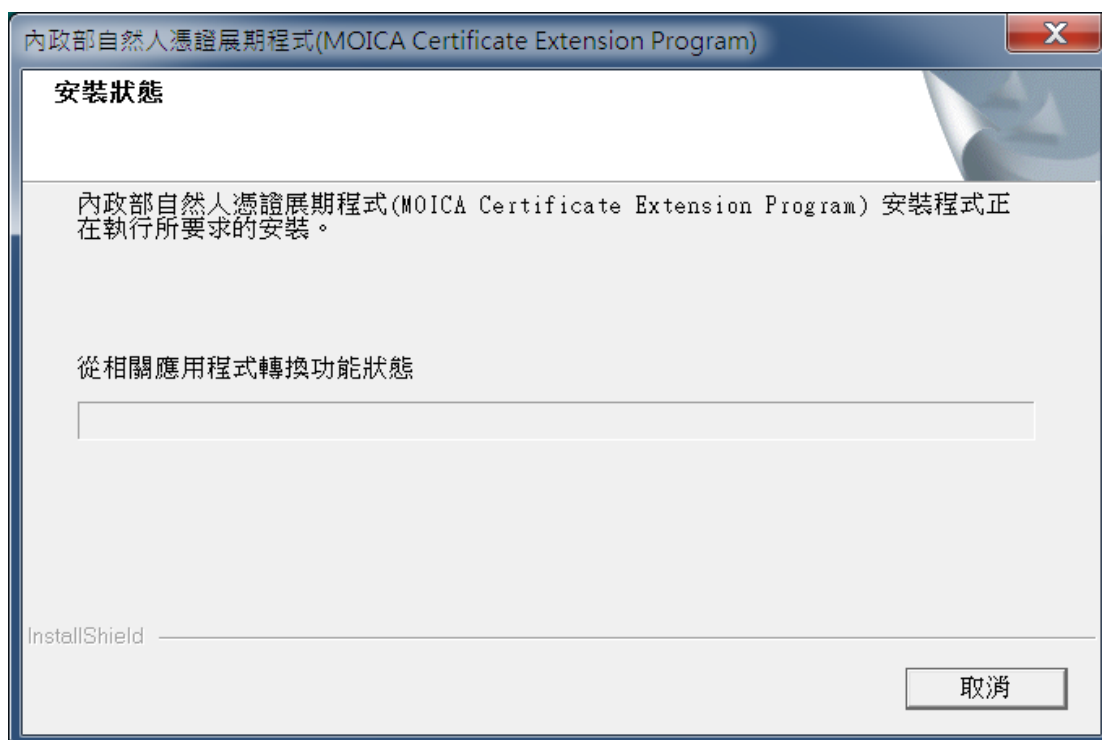 內政部自然人憑證展期程式(MOICA Certificate Extension Program)
X
安裝狀態
內政部自然人憑證展期程式(MOICA Certificate Extension Program) 安裝程式正
在執行所要求的安裝。
從相關應用程式轉換功能狀態
InstallShield
取消